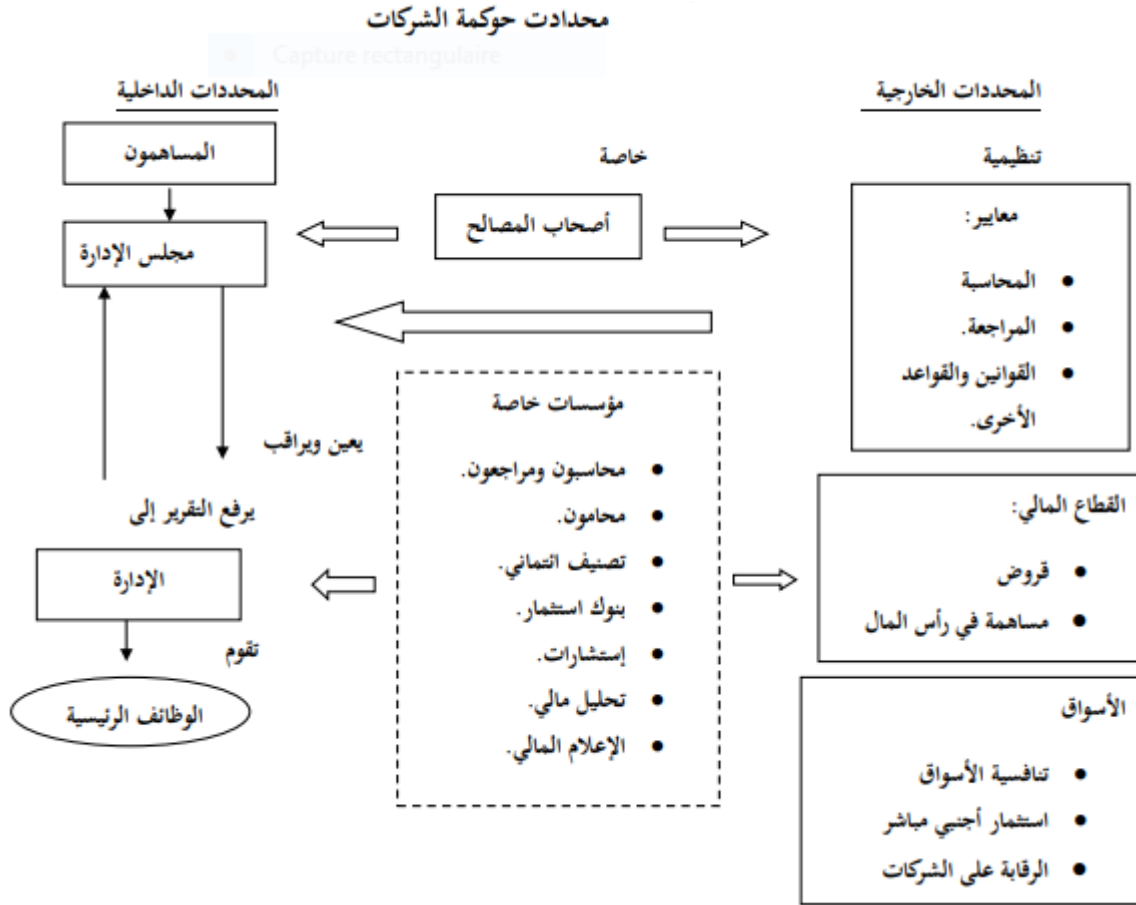 محدادت حوكمة الشركات
Capture rectangulaire
المحددات الخارجية
المحددات الداخلية
تنظيمية
خاصة
المساهمون
أصحاب المصالح
مجلس الإدارة
معايير:
● المحاسبة
● المراجعة.
● القوانين والقواعد
الأخرى.
مؤسسات خاصة
● محاسبون ومراجعون.
● محامون.
● تصنيف ائتماني.
● بنوك استثمار.
● إستشارات.
● تحليل مالي.
● الإعلام المالي.
يعين ويراقب
يرفع التقرير إلى
الإدارة
تقوم
الوظائف الرئيسية
القطاع المالي:
● قروض
● مساهمة في رأس المال
الأسواق
● تنافسية الأسواق
● استثمار أجنبي مباشر
● الرقابة على الشركات